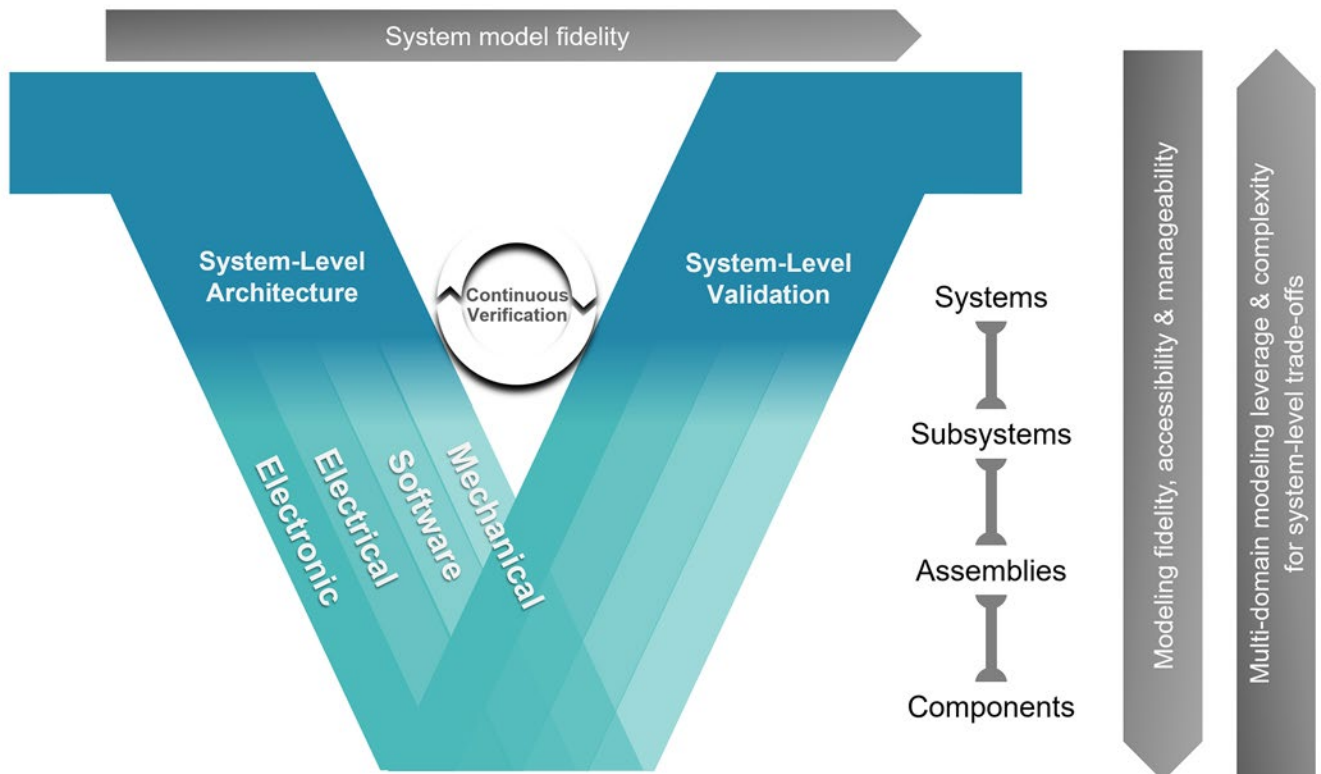 System model fidelity
System-Level
Architecture
Continuous
Verification
System-Level
Validation
Electronic
Electrical
Software
Mechanical
Systems
Subsystems
Assemblies
Components
Modeling fidelity, accessibility & manageability
Multi-domain modeling leverage & complexity
for system-level trade-offs